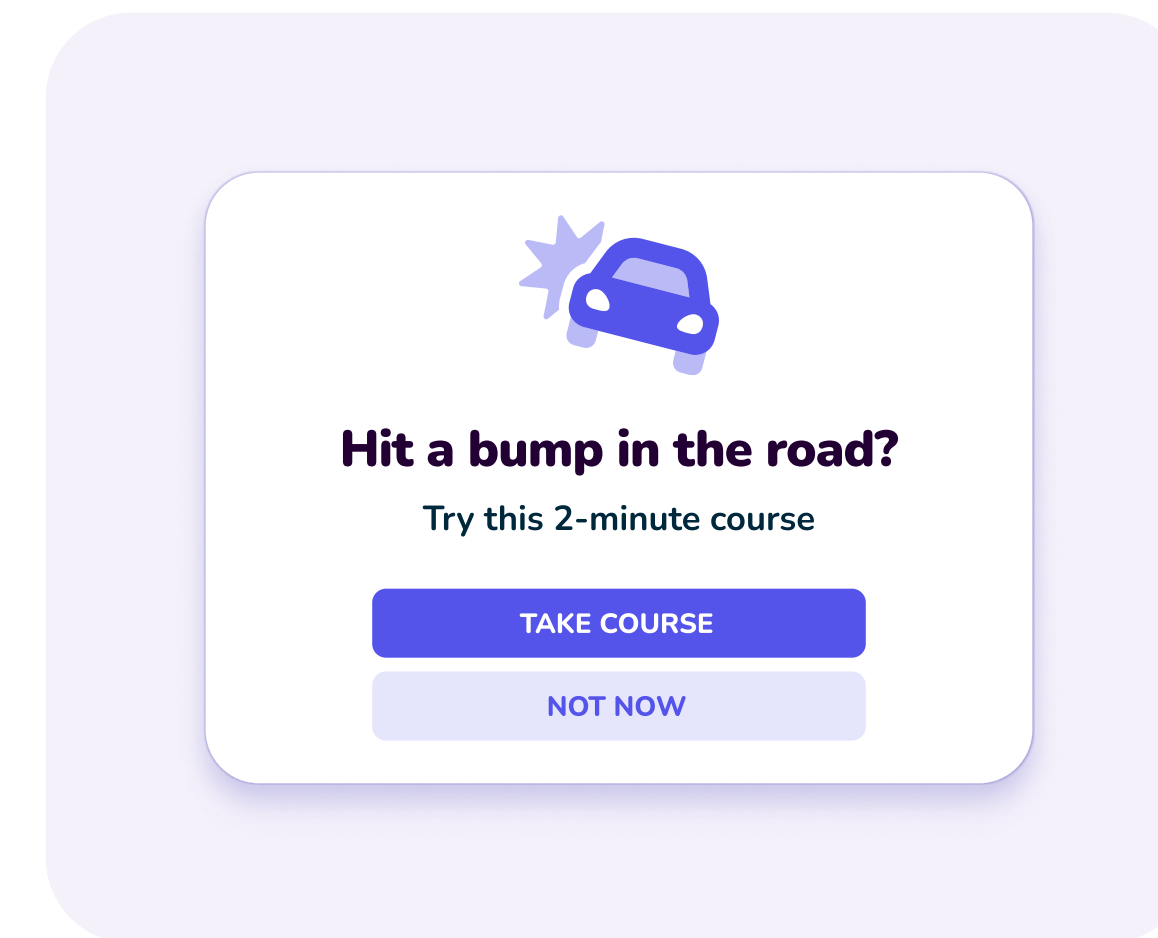 Hit a bump in the road?
Try this 2-minute course
TAKE COURSE
NOT NOW